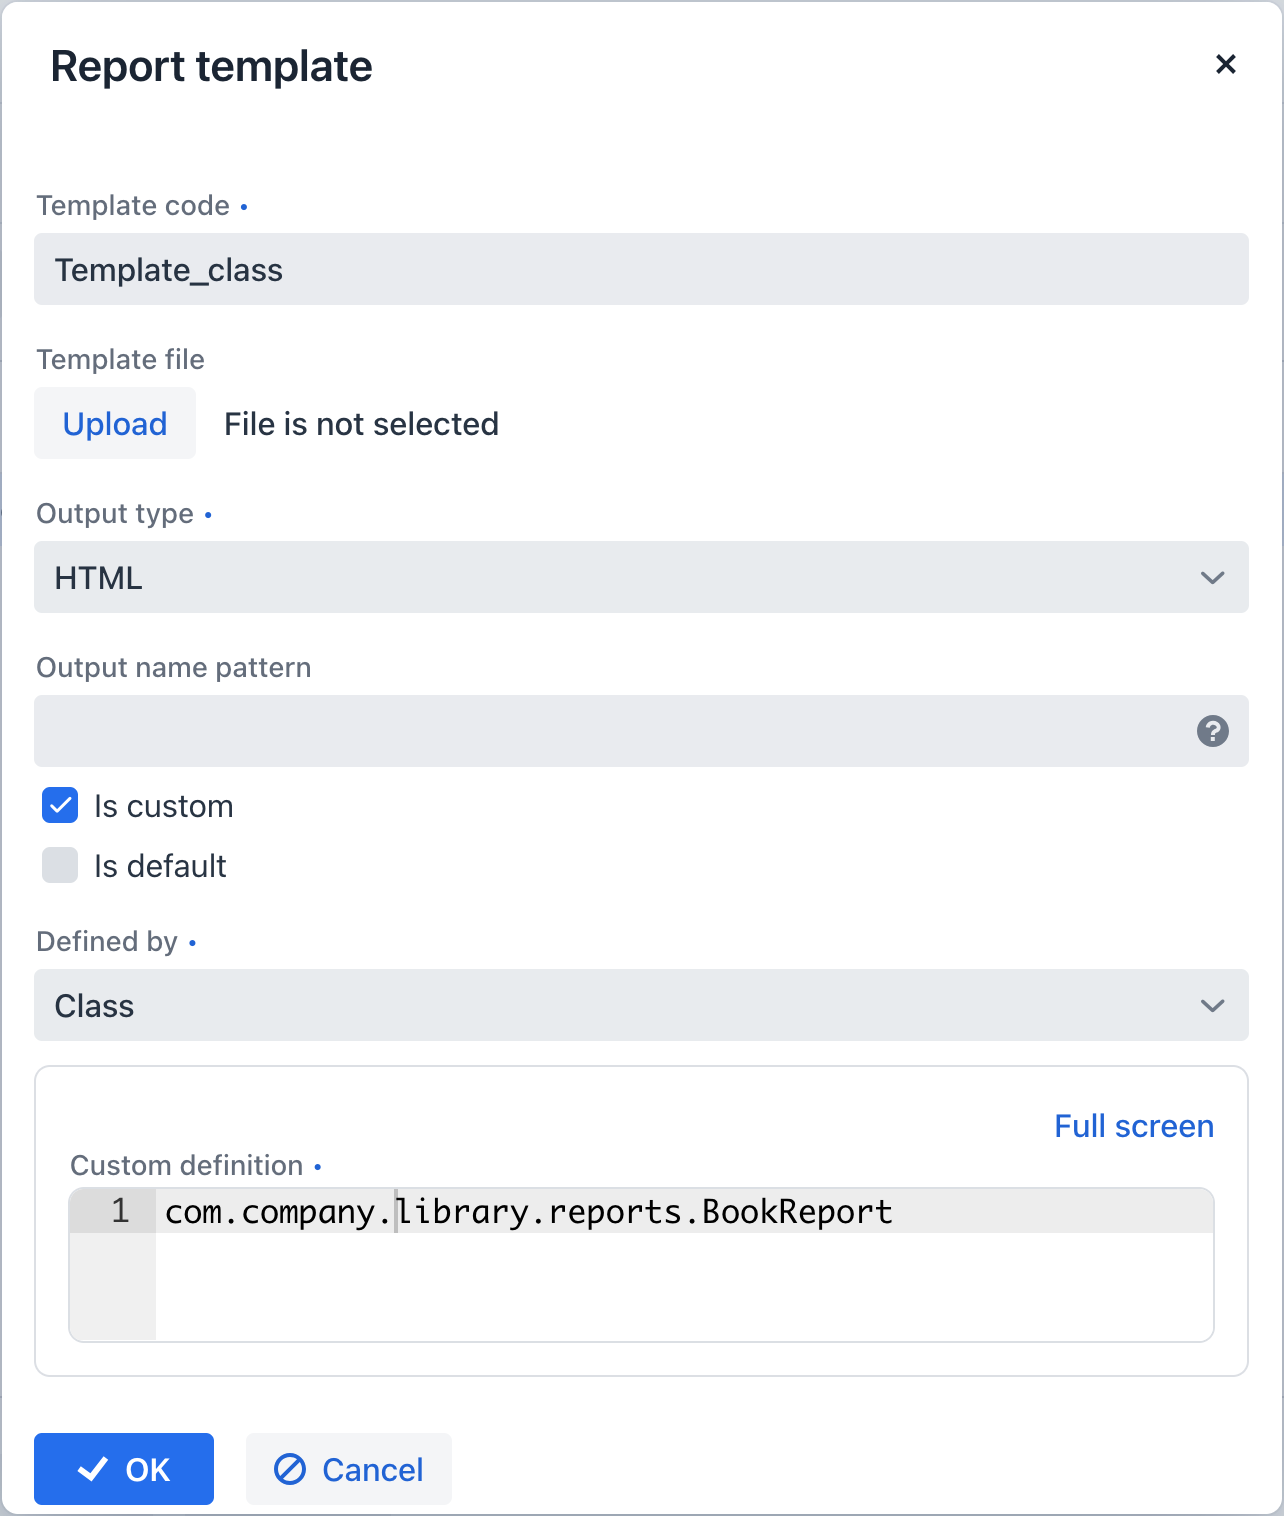 Report template
Template code •
Template_class
Template file
Upload File is not selected
Output type •
HTML
Output name pattern
?
Is custom
Is default
Defined by •
Class
Full screen
Custom definition •
1 com.company.library.reports.BookReport
OK Cancel